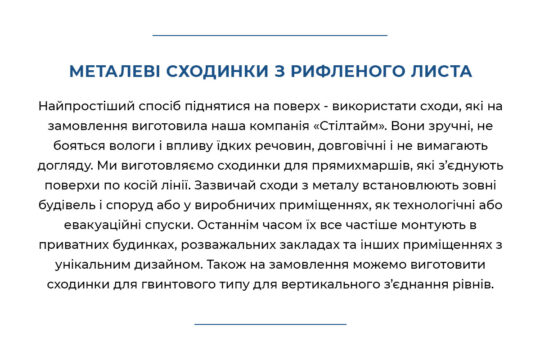 МЕТАЛЕВІ СХОДИНКИ З РИФЛЕНОГО ЛИСТА
Найпростіший спосіб піднятися на поверх - використати сходи, які на
замовлення виготовила наша компанія «Стілтайм». Вони зручні, не
бояться вологи і впливу їдких речовин, довговічні і не вимагають
догляду. Ми виготовляємо сходинки для прямихмаршів, які з’єднують
поверхи по косій лінії. Зазвичай сходи з металу встановлюють зовні
будівель і споруд або у виробничих приміщеннях, як технологічні або
евакуаційні спуски. Останнім часом їх все частіше монтують в
приватних будинках, розважальних закладах та інших приміщеннях з
унікальним дизайном. Також на замовлення можемо виготовити
сходинки для гвинтового типу для вертикального з’єднання рівнів.